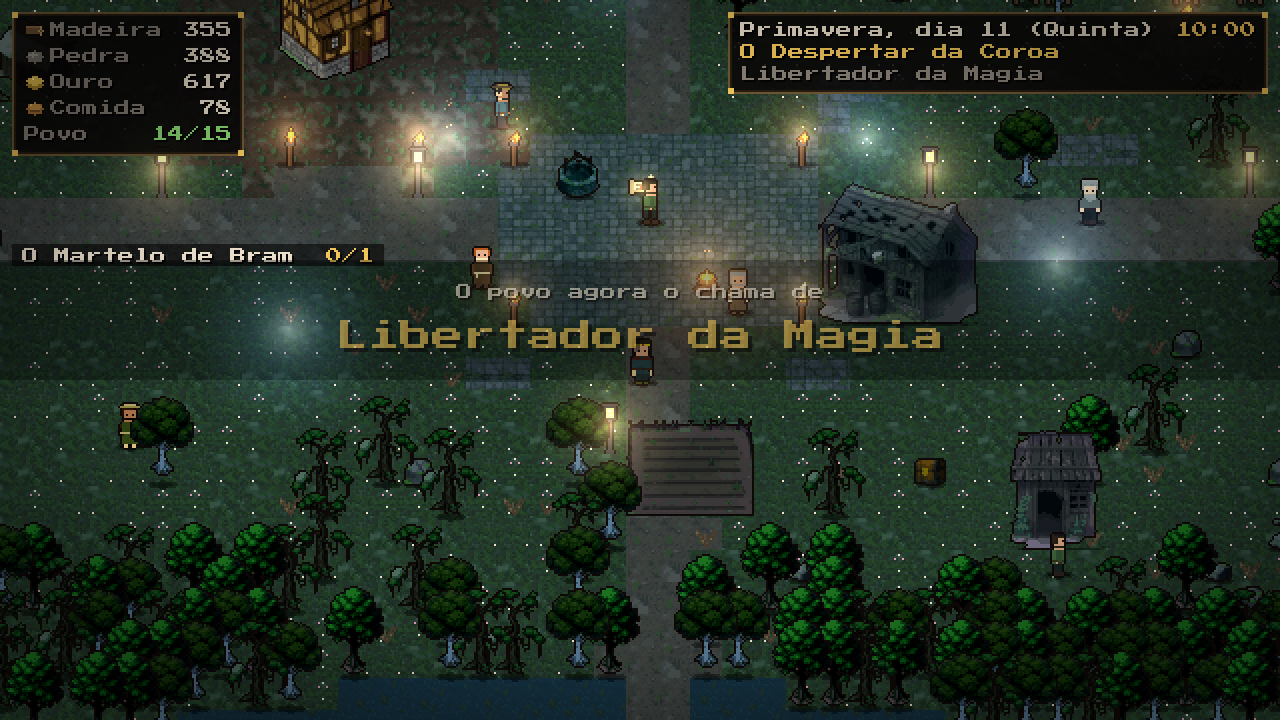 Madeira 355
Pedra 388
Ouro 617
Comida 78
Povo 14/15
Primavera, dia 11 (Quinta) 10:00
O Despertar da Coroa
Libertador da Magia
O Martelo de Bram 0/1
O povo agora o chama de
Libertador da Magia